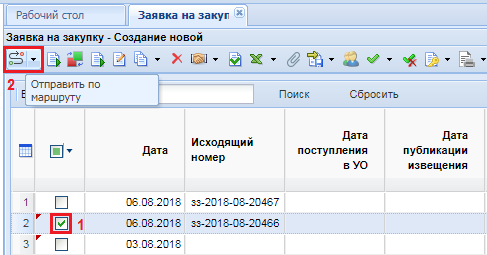 Рабочий стол
Заявка на закуп
Заявка на закупку - Создание новой
2
Отправить по
маршруту
Поиск
Сбросить
Дата
Исходящий
номер
Дата
поступления
в УО
Дата
публикации
извещения
1
06.08.2018
зз-2018-08-20467
2
1
06.08.2018
зз-2018-08-20466
3
03.08.2018